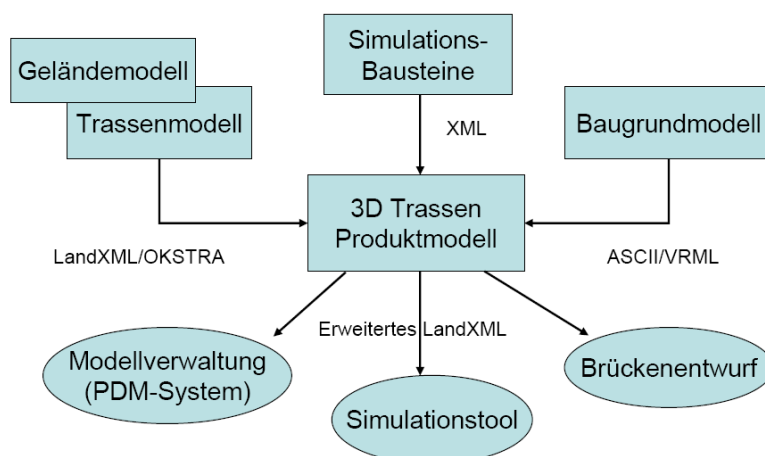 Geländemodell
Trassenmodell
Simulations-
Bausteine
Baugrundmodell
XML
3D Trassen
Produktmodell
LandXML/OKSTRA
ASCII/VRML
Erweitertes LandXML
Modellverwaltung
(PDM-System)
Simulationstool
Brückenentwurf